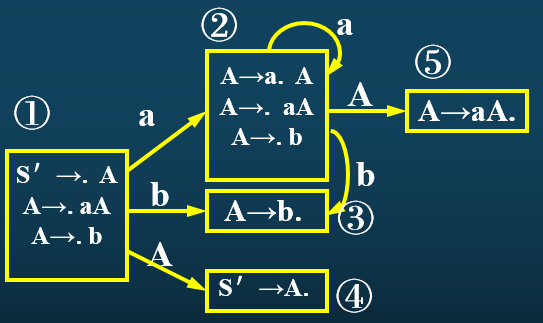 ①
S′ →. A
A→. aA
A→. b
a
b
A
②
A→a. A
A→. aA
A→. b
a
A
b
A→b.
③
S′ →A.
④
⑤
A→aA.